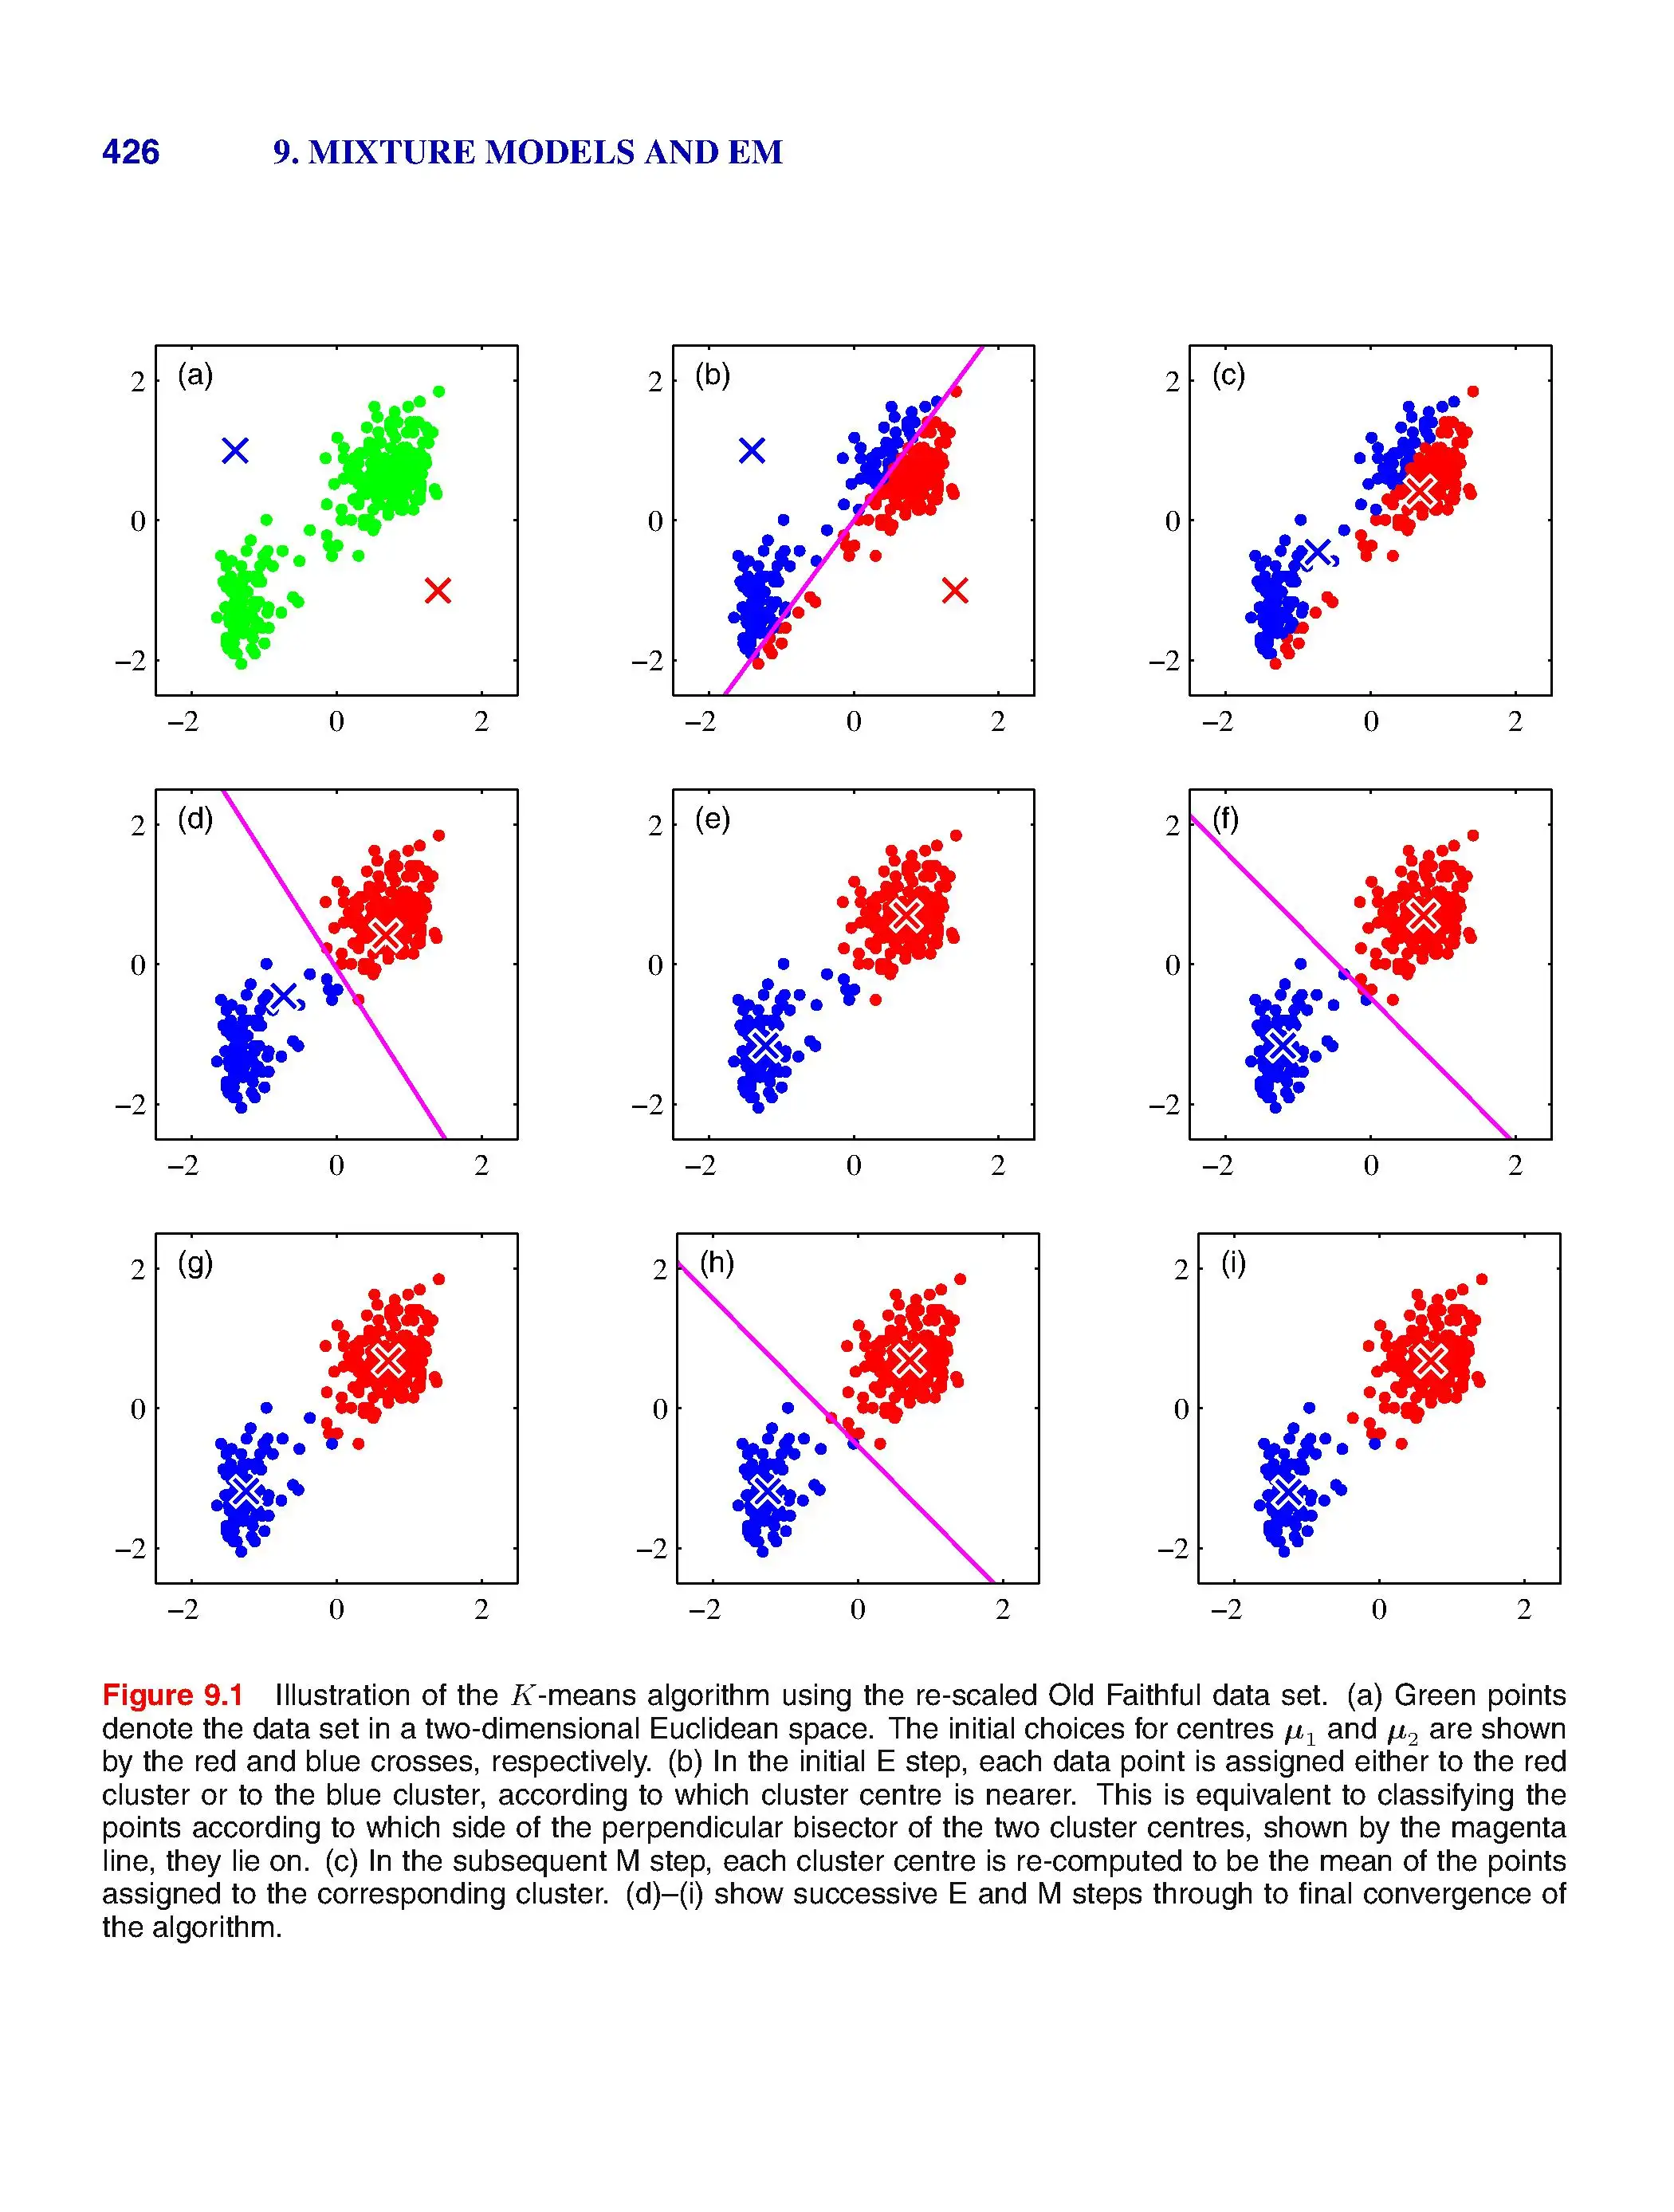 426 9. MIXTURE MODELS AND EM
(a)
2
0
−2
−2 0 2
(b)
2
0
−2
−2 0 2
(c)
2
0
−2
−2 0 2
(d)
2
0
−2
−2 0 2
(e)
2
0
−2
−2 0 2
(f)
2
0
−2
−2 0 2
(g)
2
0
−2
−2 0 2
(h)
2
0
−2
−2 0 2
(i)
2
0
−2
−2 0 2
Figure 9.1 Illustration of the K-means algorithm using the re-scaled Old Faithful data set. (a) Green points
denote the data set in a two-dimensional Euclidean space. The initial choices for centres μ₁ and μ₂ are shown
by the red and blue crosses, respectively. (b) In the initial E step, each data point is assigned either to the red
cluster or to the blue cluster, according to which cluster centre is nearer. This is equivalent to classifying the
points according to which side of the perpendicular bisector of the two cluster centres, shown by the magenta
line, they lie on. (c) In the subsequent M step, each cluster centre is re-computed to be the mean of the points
assigned to the corresponding cluster. (d)–(i) show successive E and M steps through to final convergence of
the algorithm.